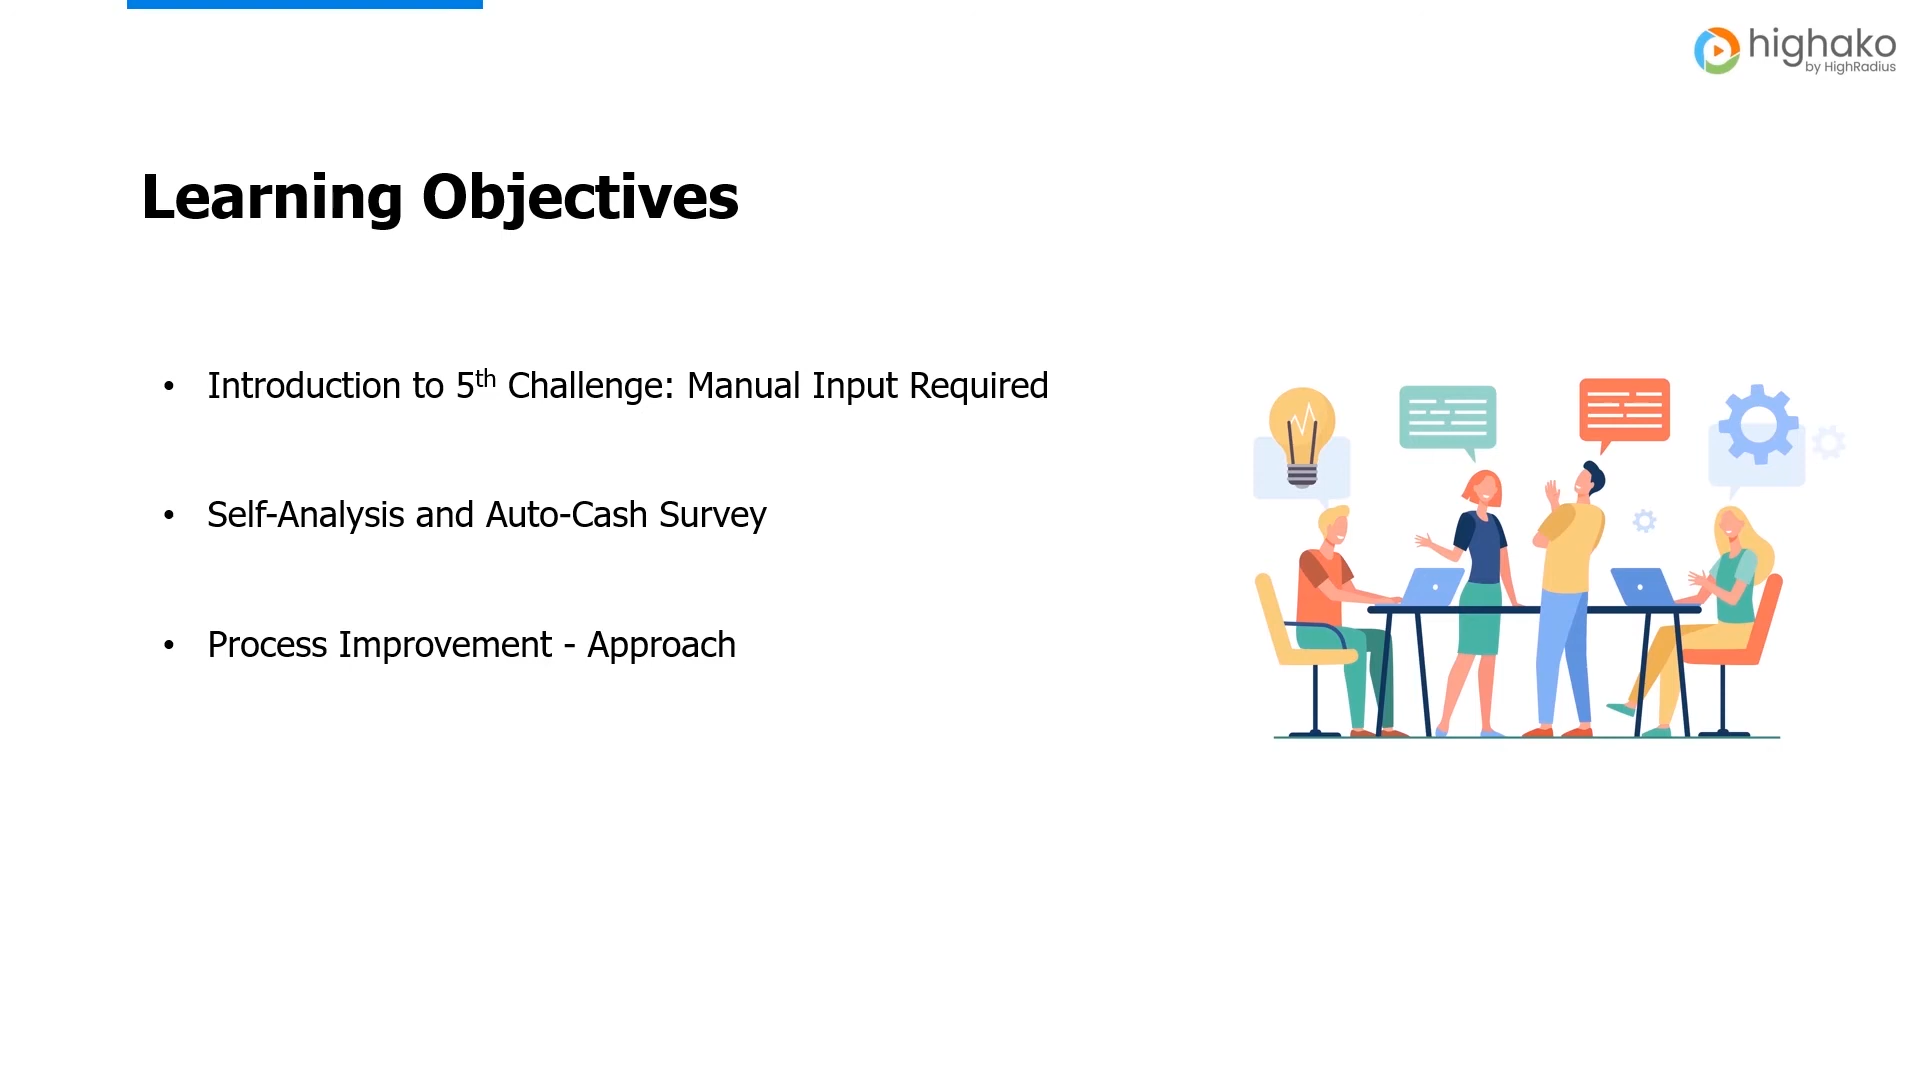 highako
by HighRadius
Learning Objectives
• Introduction to 5th Challenge: Manual Input Required
• Self-Analysis and Auto-Cash Survey
• Process Improvement - Approach